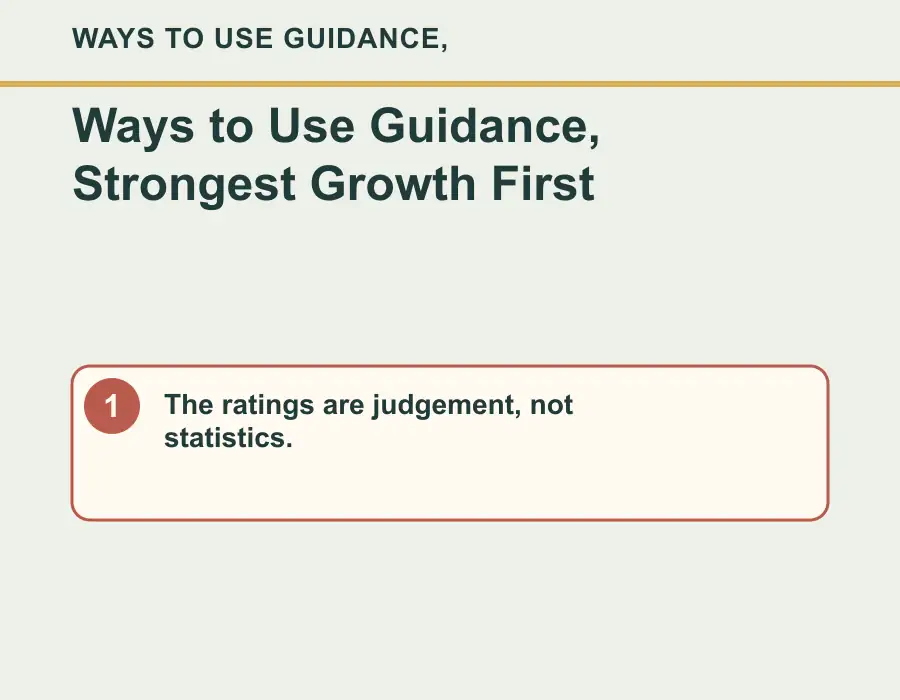 WAYS TO USE GUIDANCE,
Ways to Use Guidance,
Strongest Growth First
1
The ratings are judgement, not
statistics.